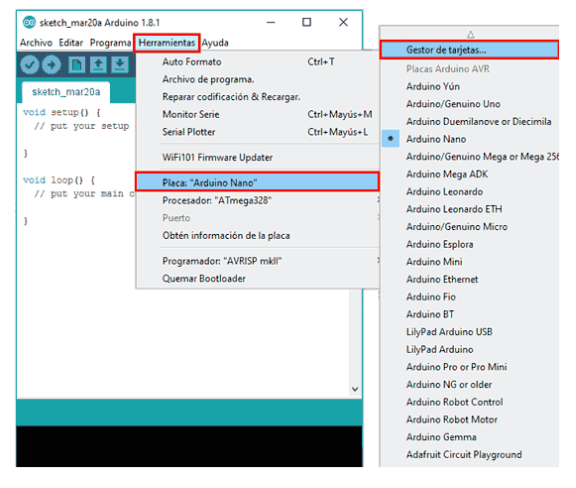 sketch_mar20a Arduino 1.8.1
Archivo Editar Programa Herramientas Ayuda
sketch_mar20a
void setup() {
// put your setup
}
void loop() {
// put your main
}
Auto Formato Ctrl+T
Archivo de programa.
Reparar codificación & Recargar.
Monitor Serie Ctrl+Mayús+M
Serial Plotter Ctrl+Mayús+L
WiFi101 Firmware Updater
Placa: "Arduino Nano"
Procesador: "ATmega328"
Puerto
Obtén información de la placa
Programador: "AVRISP mkII"
Quemar Bootloader
Gestor de tarjetas...
Placas Arduino AVR
Arduino Yún
Arduino/Genuino Uno
Arduino Duemilanove or Diecimila
Arduino Nano
Arduino/Genuino Mega or Mega 256
Arduino Mega ADK
Arduino Leonardo
Arduino Leonardo ETH
Arduino/Genuino Micro
Arduino Esplora
Arduino Mini
Arduino Ethernet
Arduino Fio
Arduino BT
LilyPad Arduino USB
LilyPad Arduino
Arduino Pro or Pro Mini
Arduino NG or older
Arduino Robot Control
Arduino Robot Motor
Arduino Gemma
Adafruit Circuit Playground